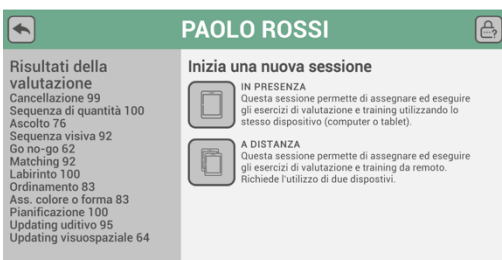 PAOLO ROSSI
Risultati della
valutazione
Cancellazione 99
Sequenza di quantità 100
Ascolto 76
Sequenza visiva 92
Go no-go 62
Matching 92
Labirinto 100
Ordinamento 83
Ass. colore o forma 83
Pianificazione 100
Updating uditivo 95
Updating visuospaziale 64
Inizia una nuova sessione
IN PRESENZA
Questa sessione permette di assegnare ed eseguire
gli esercizi di valutazione e training utilizzando lo
stesso dispositivo (computer o tablet).
A DISTANZA
Questa sessione permette di assegnare ed eseguire
gli esercizi di valutazione e training da remoto.
Richiede l'utilizzo di due dispostivi.